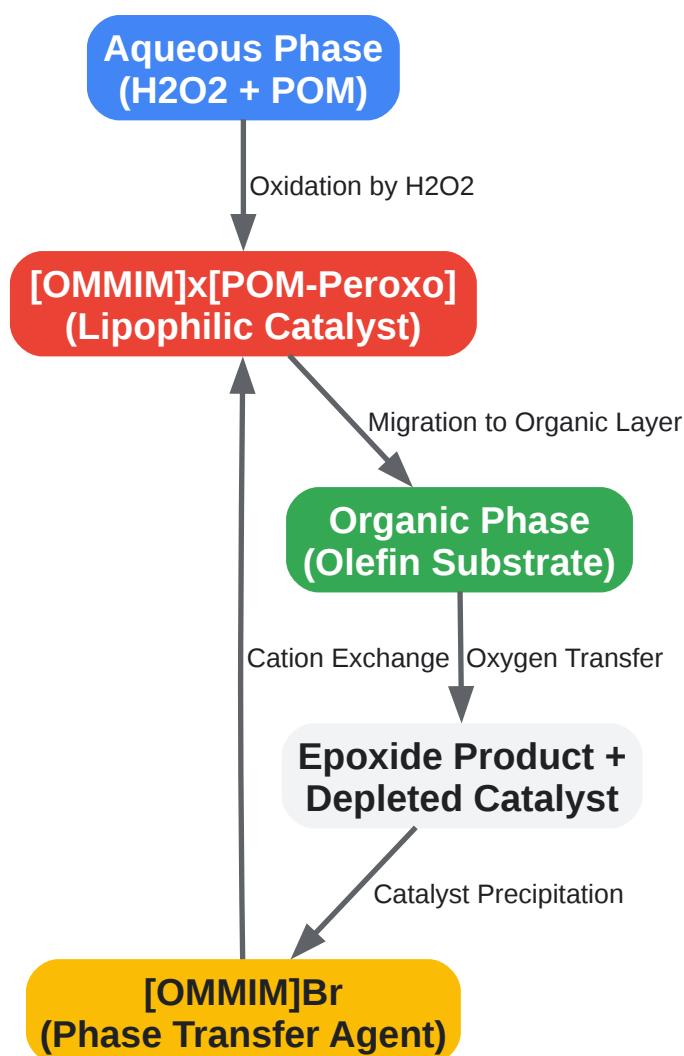 Aqueous Phase
(H2O2 + POM)
Oxidation by H2O2
[OMMIM]x[POM-Peroxo]
(Lipophilic Catalyst)
Migration to Organic Layer
Organic Phase
(Olefin Substrate)
Cation Exchange
Oxygen Transfer
Epoxide Product +
Depleted Catalyst
Catalyst Precipitation
[OMMIM]Br
(Phase Transfer Agent)